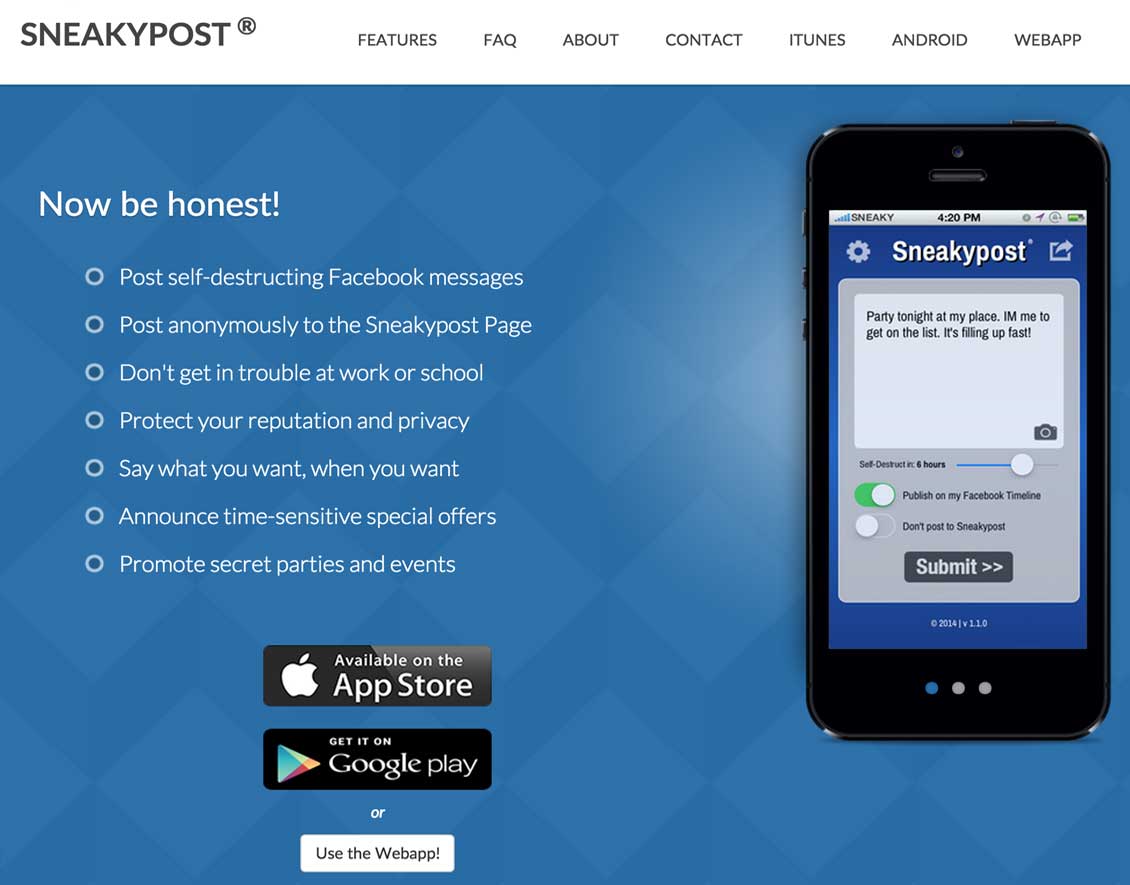 SNEAKYPOST ®
FEATURES
FAQ
ABOUT
CONTACT
ITUNES
ANDROID
WEBAPP
Now be honest!
Post self-destructing Facebook messages
Post anonymously to the Sneakypost Page
Don't get in trouble at work or school
Protect your reputation and privacy
Say what you want, when you want
Announce time-sensitive special offers
Promote secret parties and events
Available on the
App Store
GET IT ON
Google play
or
Use the Webapp!
SNEAKY 4:20 PM
Sneakypost®
Party tonight at my place. IM me to
get on the list. It's filling up fast!
Self-Destruct in: 6 hours
Publish on my Facebook Timeline
Don't post to Sneakypost
Submit >>
© 2014 | v 1.1.0